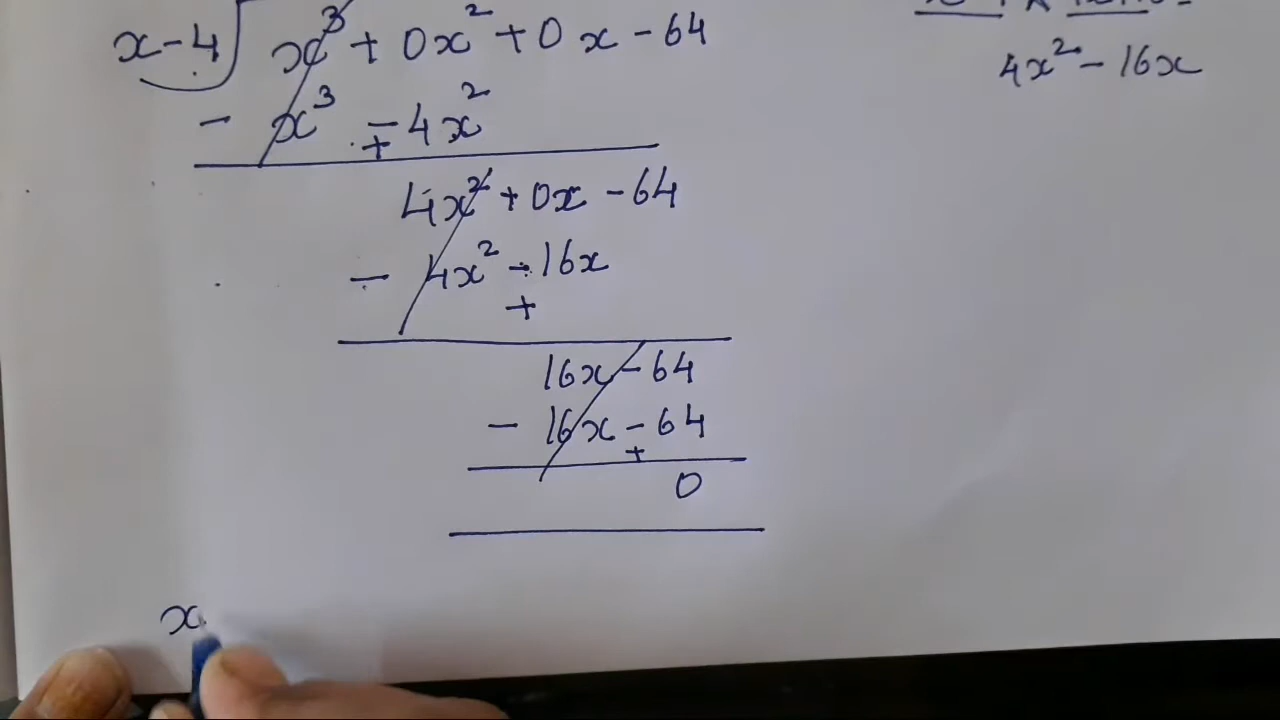 x-4 x³ + 0x² + 0x - 64
- x³ - 4x²
+
4x² + 0x - 64
- 4x² - 16x
+
16x - 64
- 16x - 64
+
0
x
4x² - 16x